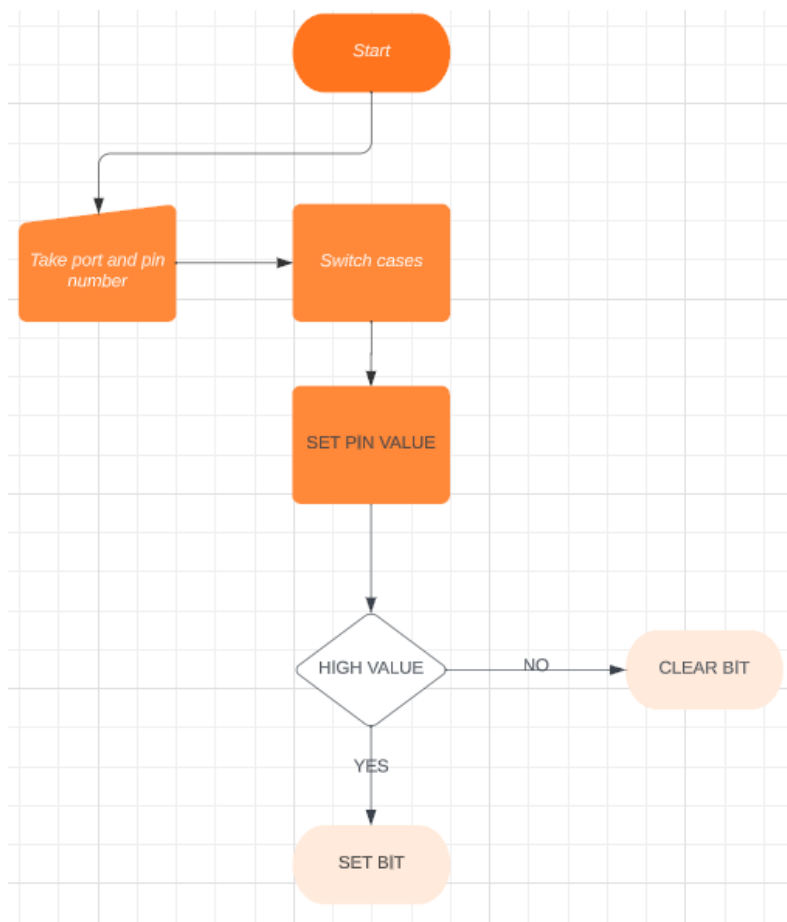 Start
Take port and pin
number
Switch cases
SET PIN VALUE
HIGH VALUE
NO
CLEAR BIT
YES
SET BIT